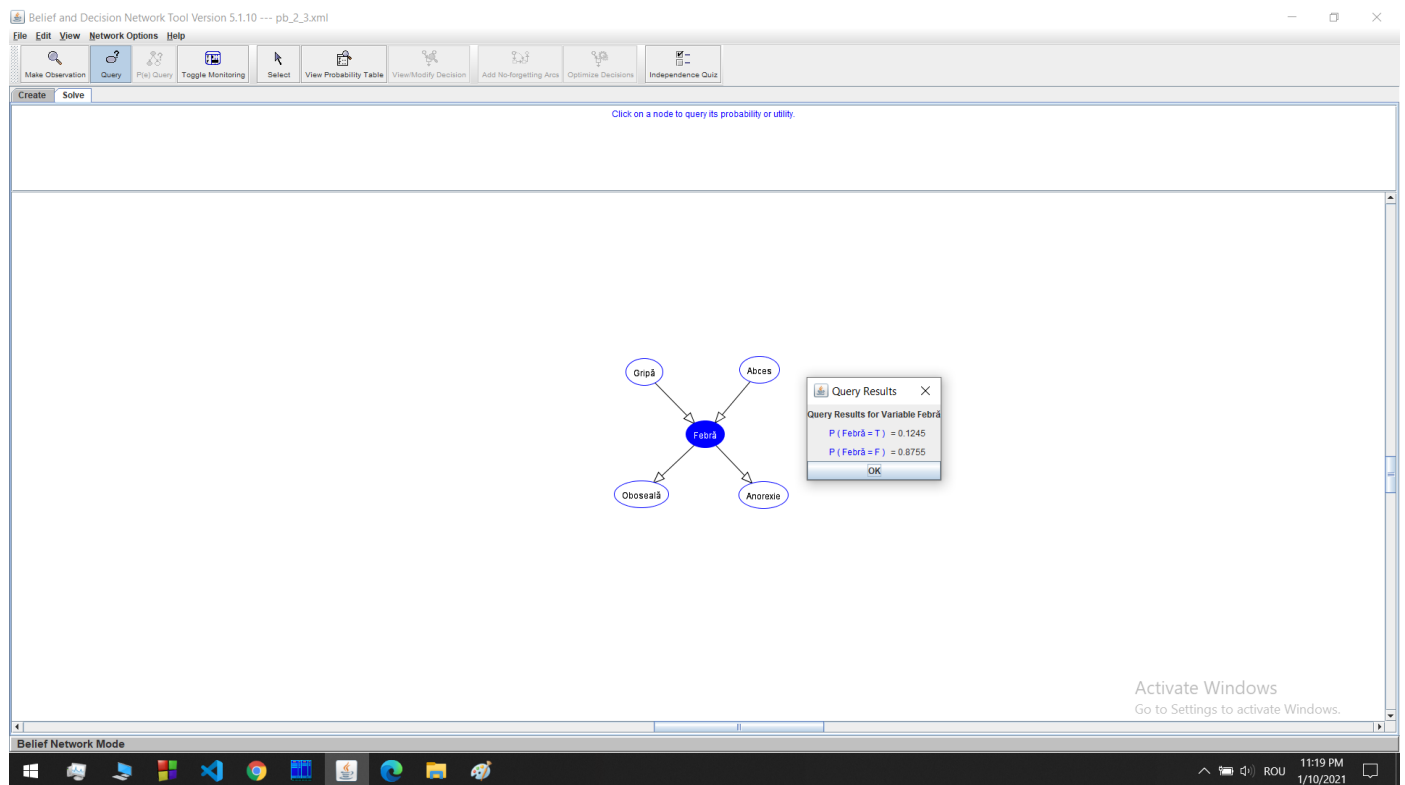 Belief and Decision Network Tool Version 5.1.10 --- pb_2_3.xml
File Edit View Network Options Help
Make Observation Query P(e) Query Toggle Monitoring Select View Probability Table View/Modify Decision Add No-forgetting Arcs Optimize Decisions Independence Quiz
Create Solve
Click on a node to query its probability or utility.
Gripă Abces
Query Results
Query Results for Variable Febră
P ( Febră = T ) = 0.1245
P ( Febră = F ) = 0.8755
OK
Febră
Oboseală Anorexie
Activate Windows
Go to Settings to activate Windows.
Belief Network Mode
ROU
11:19 PM
1/10/2021